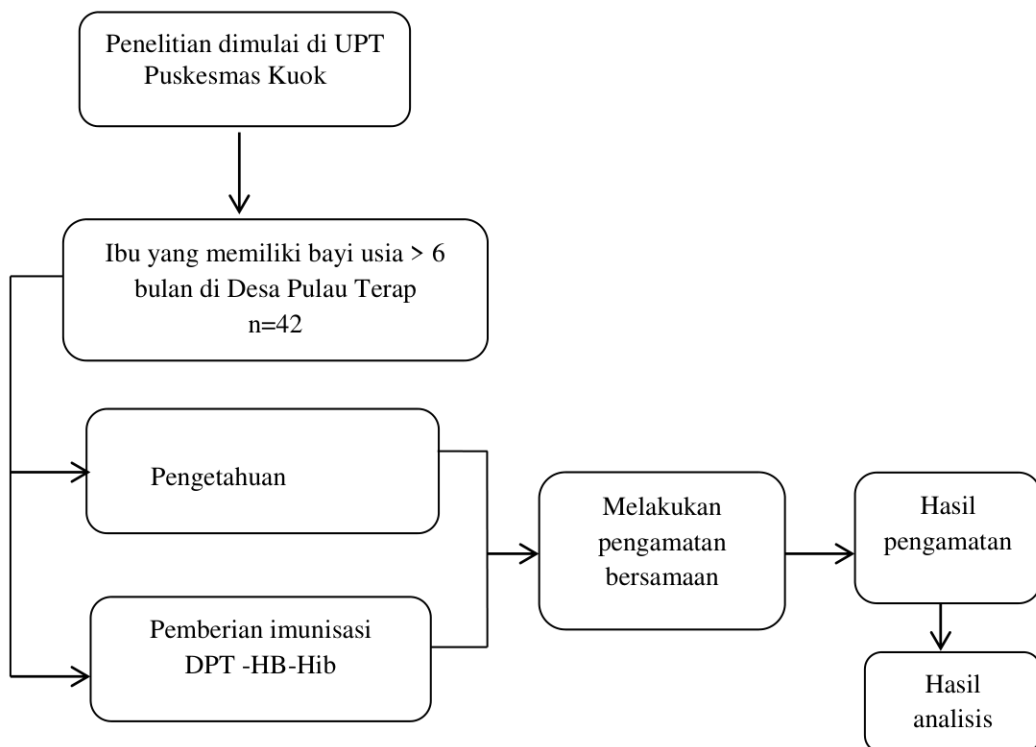 Penelitian dimulai di UPT
Puskesmas Kuok
Ibu yang memiliki bayi usia > 6
bulan di Desa Pulau Terap
n=42
Pengetahuan
Pemberian imunisasi
DPT -HB-Hib
Melakukan
pengamatan
bersamaan
Hasil
pengamatan
Hasil
analisis